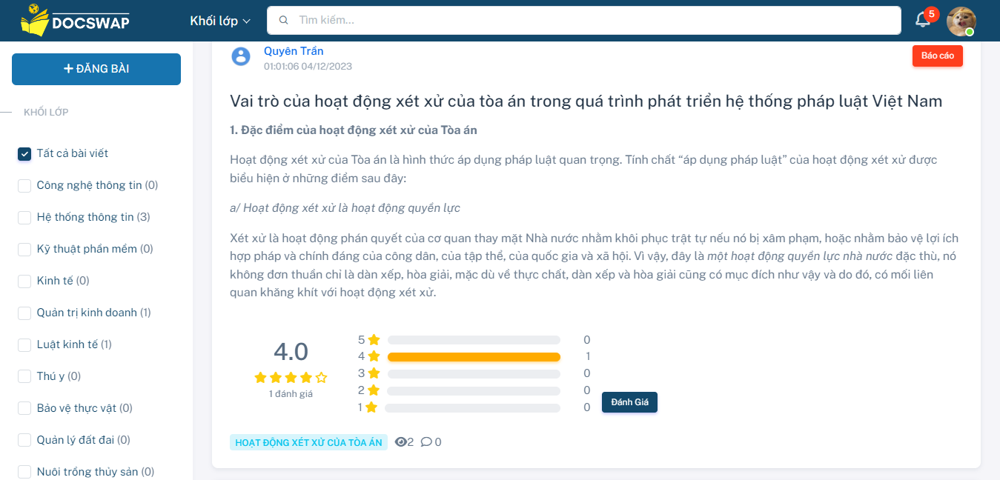 DOCSWAP
Khối lớp
Tìm kiếm...
5
ĐĂNG BÀI
KHỐI LỚP
Tất cả bài viết
Công nghệ thông tin (0)
Hệ thống thông tin (3)
Kỹ thuật phần mềm (0)
Kinh tế (0)
Quản trị kinh doanh (1)
Luật kinh tế (1)
Thú y (0)
Bảo vệ thực vật (0)
Quản lý đất đai (0)
Nuôi trồng thủy sản (0)
Quyên Trần
01:01:06 04/12/2023
Báo cáo
Vai trò của hoạt động xét xử của tòa án trong quá trình phát triển hệ thống pháp luật Việt Nam
1. Đặc điểm của hoạt động xét xử của Tòa án
Hoạt động xét xử của Tòa án là hình thức áp dụng pháp luật quan trọng. Tính chất “áp dụng pháp luật” của hoạt động xét xử được
biểu hiện ở những điểm sau đây:
a/ Hoạt động xét xử là hoạt động quyền lực
Xét xử là hoạt động phán quyết của cơ quan thay mặt Nhà nước nhằm khôi phục trật tự nếu nó bị xâm phạm, hoặc nhằm bảo vệ lợi ích
hợp pháp và chính đáng của công dân, của tập thể, của quốc gia và xã hội. Vì vậy, đây là một hoạt động quyền lực nhà nước đặc thù, nó
không đơn thuần chỉ là dàn xếp, hòa giải, mặc dù về thực chất, dàn xếp và hòa giải cũng có mục đích như vậy và do đó, có mối liên
quan khăng khít với hoạt động xét xử.
4.0
1 đánh giá
5 0
4 1
3 0
2 0
1 0
Đánh Giá
HOẠT ĐỘNG XÉT XỬ CỦA TÒA ÁN 2 0